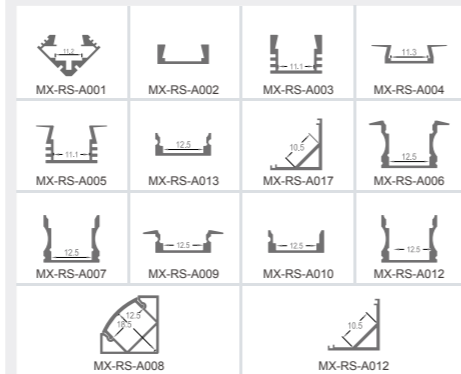 11.2
MX-RS-A001
MX-RS-A002
11.1
MX-RS-A003
11.3
MX-RS-A004
11.1
MX-RS-A005
12.5
MX-RS-A013
10.5
MX-RS-A017
12.5
MX-RS-A006
12.5
MX-RS-A007
12.5
MX-RS-A009
12.5
MX-RS-A010
12.5
MX-RS-A012
12.5
18.5
MX-RS-A008
10.5
MX-RS-A012